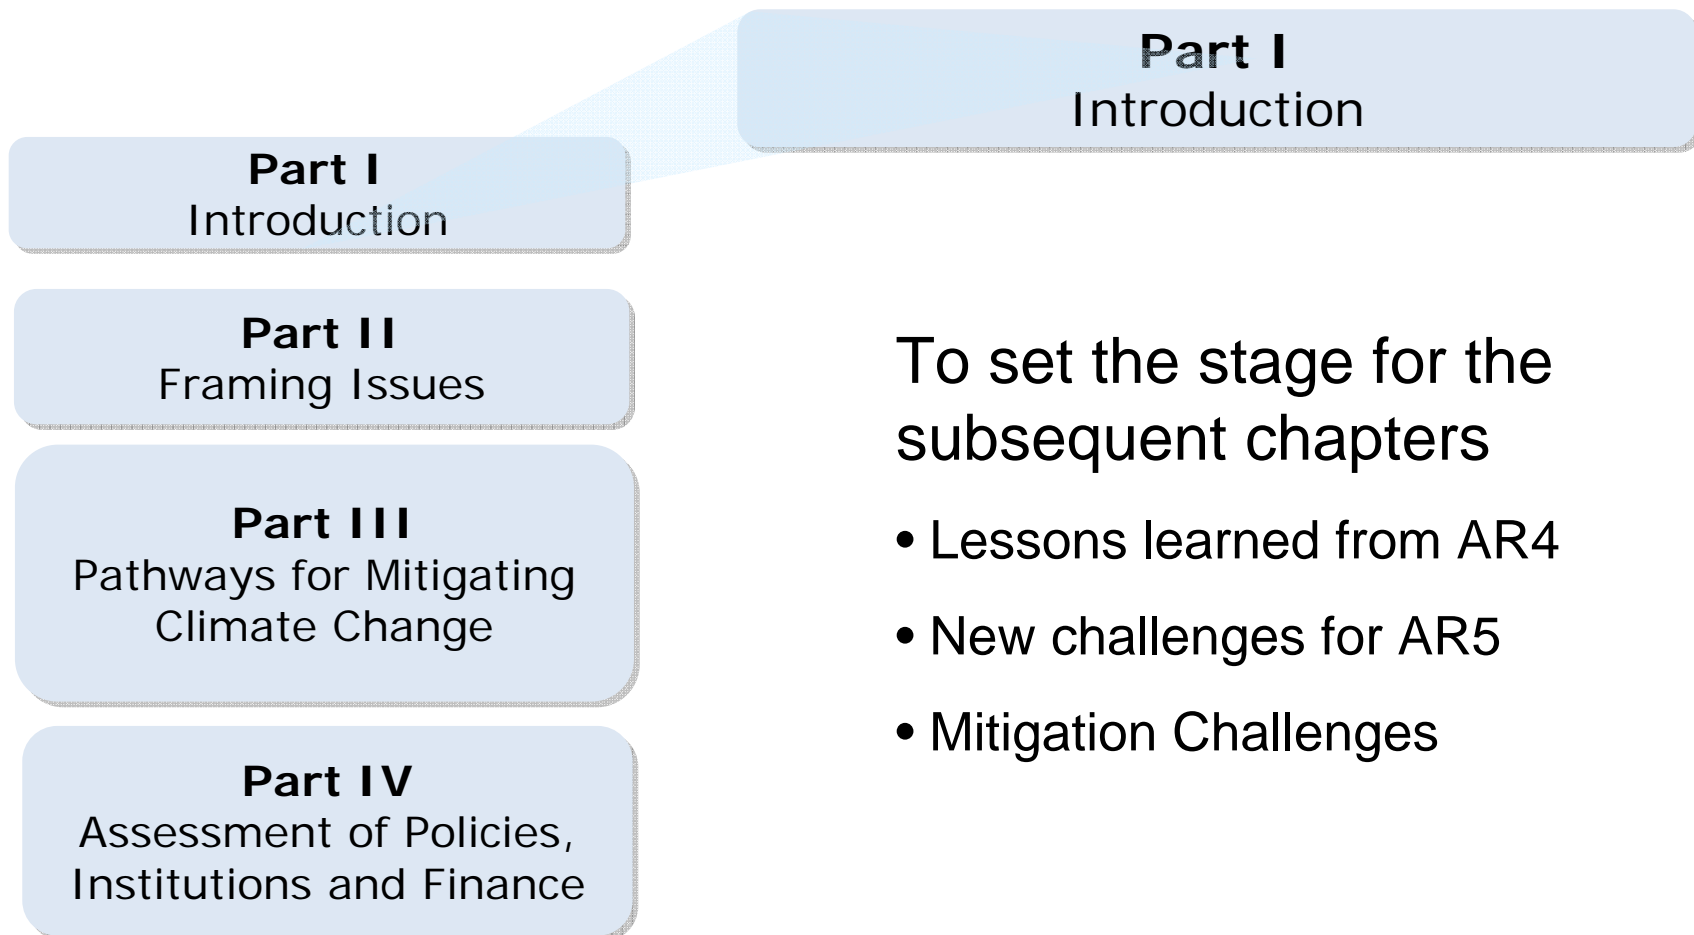 Part I
Introduction
Part II
Framing Issues
Part III
Pathways for Mitigating
Climate Change
Part IV
Assessment of Policies,
Institutions and Finance
Part I
Introduction
To set the stage for the
subsequent chapters
• Lessons learned from AR4
• New challenges for AR5
• Mitigation Challenges